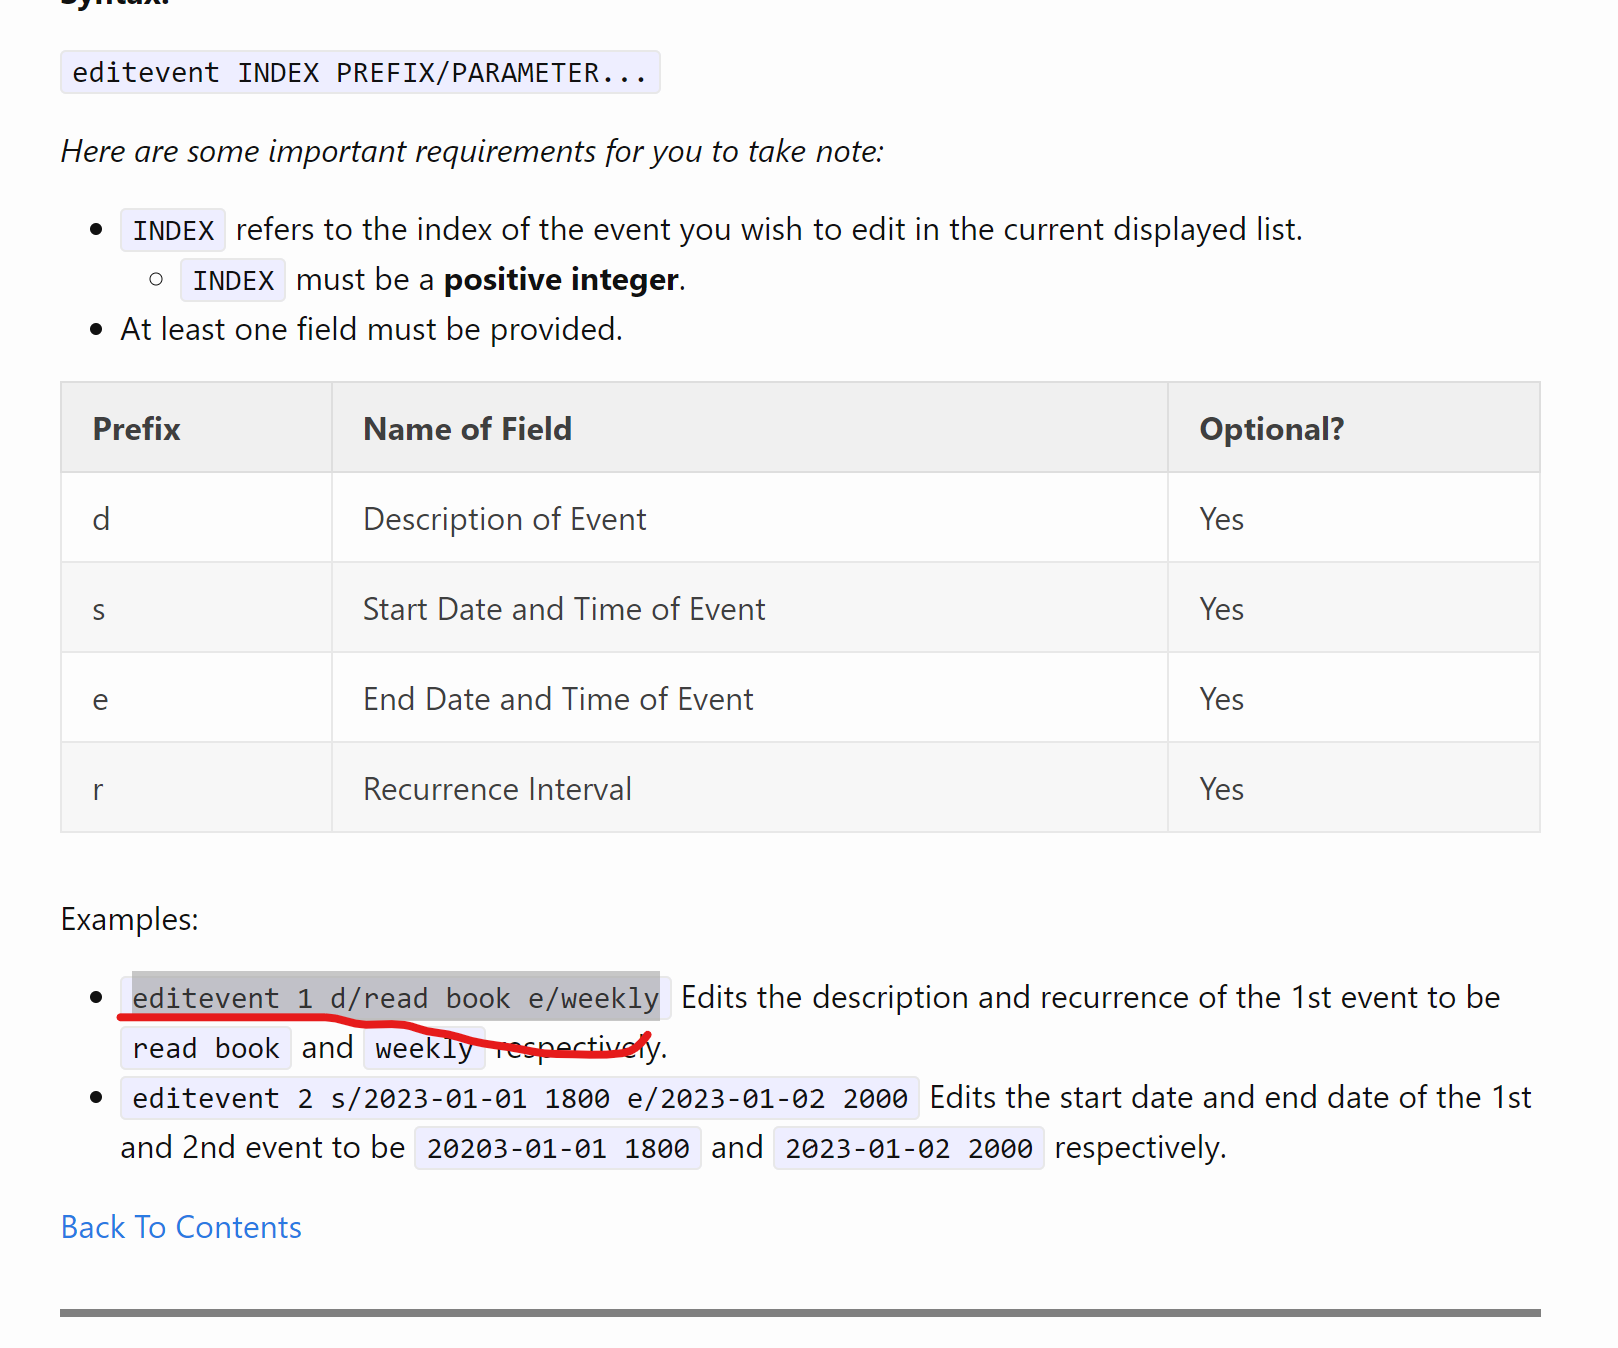 Syntax:
editevent INDEX PREFIX/PARAMETER...
Here are some important requirements for you to take note:
INDEX refers to the index of the event you wish to edit in the current displayed list.
INDEX must be a positive integer.
At least one field must be provided.
Prefix Name of Field Optional?
d Description of Event Yes
s Start Date and Time of Event Yes
e End Date and Time of Event Yes
r Recurrence Interval Yes
Examples:
editevent 1 d/read book e/weekly Edits the description and recurrence of the 1st event to be
read book and weekly respectively.
editevent 2 s/2023-01-01 1800 e/2023-01-02 2000 Edits the start date and end date of the 1st
and 2nd event to be 20203-01-01 1800 and 2023-01-02 2000 respectively.
Back To Contents